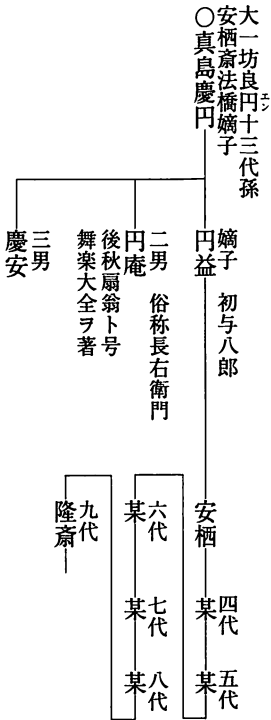 大一坊良円十三代孫
エン
安栖斎法橋嫡子
〇真島慶円
嫡子 初与八郎
円益
二男 俗称長右衛門
円庵
後秋扇翁ト号
舞楽大全ヲ著
三男
慶安
安栖
四代
某
五代
某
六代
某
七代
某
八代
某
九代
隆斎